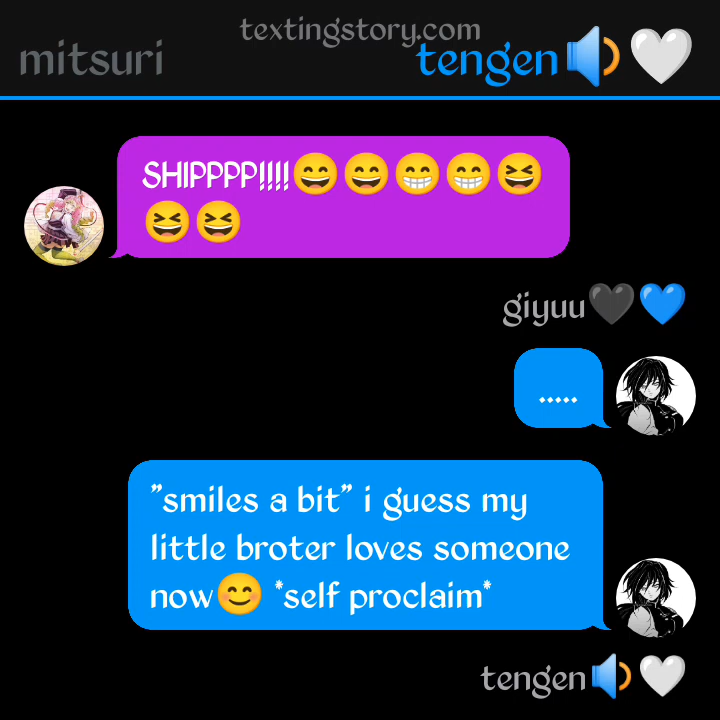 textingstory.com
mitsuri
tengen🔊🤍
SHIPPPP!!!!😄😄😁😁😆
😆😆
giyuu🖤💙
.....
"smiles a bit" i guess my
little broter loves someone
now😊 *self proclaim*
tengen🔊🤍